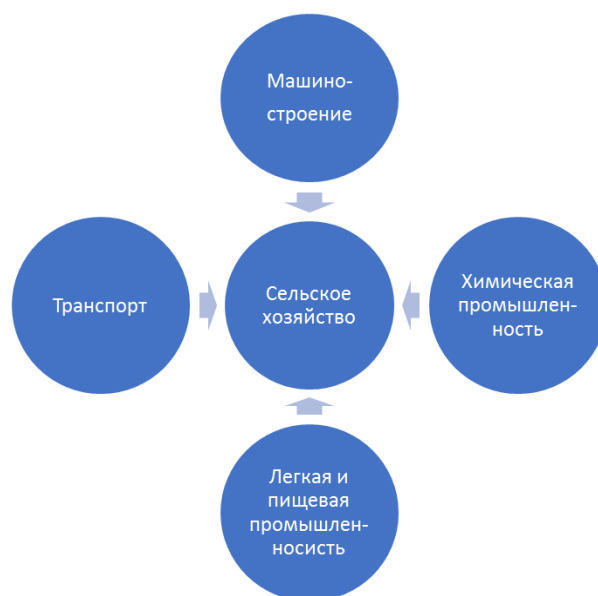 Машино-
строение
Транспорт
Сельское
хозяйство
Химическая
промышлен-
ность
Легкая и
пищевая
промышлен-
носисть